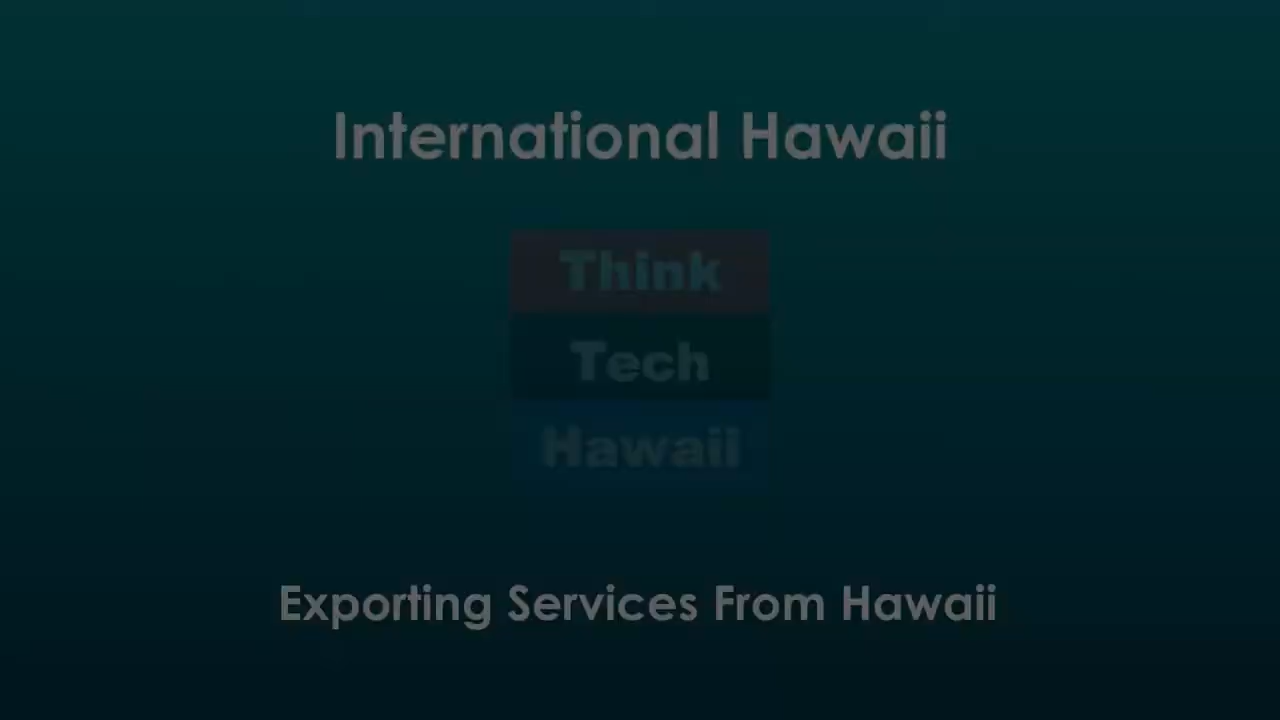 International Hawaii
Think
Tech
Hawaii
Exporting Services From Hawaii